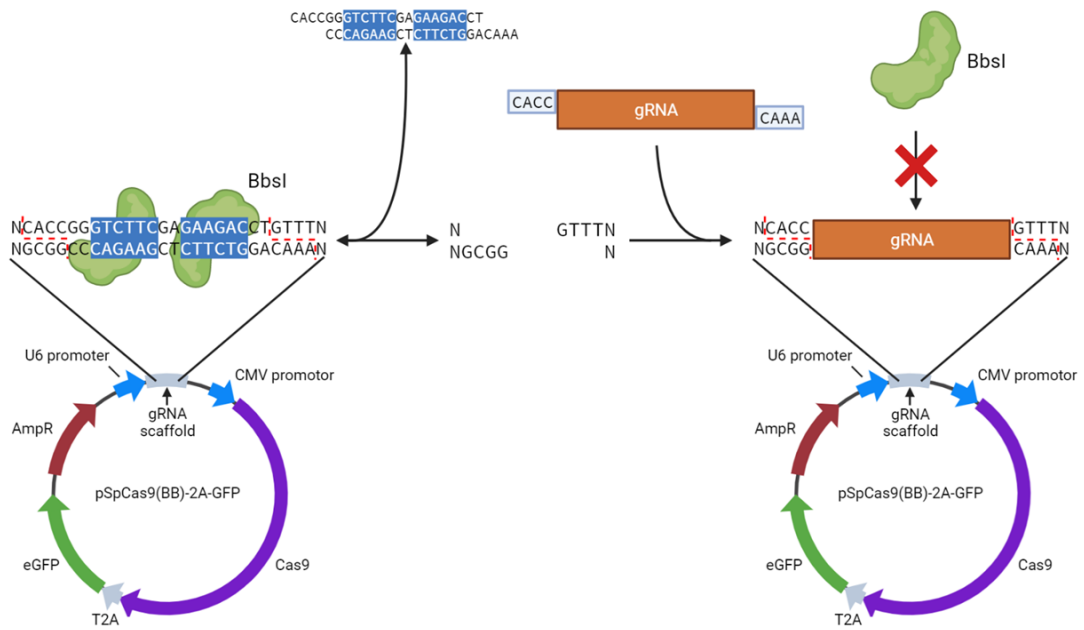 CACCGGGTCTTCGAGAAGACCT
CCCAGAAGCTCTTCTGGACAAA
BbsI
CACC
gRNA
CAAA
BbsI
NCACCGGGTCTTCGAGAAGACCTGTTTN
NGCGGCCCAGAAGCTCTTCTGGACAAAN
N
NGCGG
GTTTN
N
NCACC
gRNA
GTTTN
NGCGG
CAAAN
U6 promoter
CMV promotor
gRNA
scaffold
AmpR
pSpCas9(BB)-2A-GFP
eGFP
Cas9
T2A
U6 promoter
CMV promotor
gRNA
scaffold
AmpR
pSpCas9(BB)-2A-GFP
eGFP
Cas9
T2A